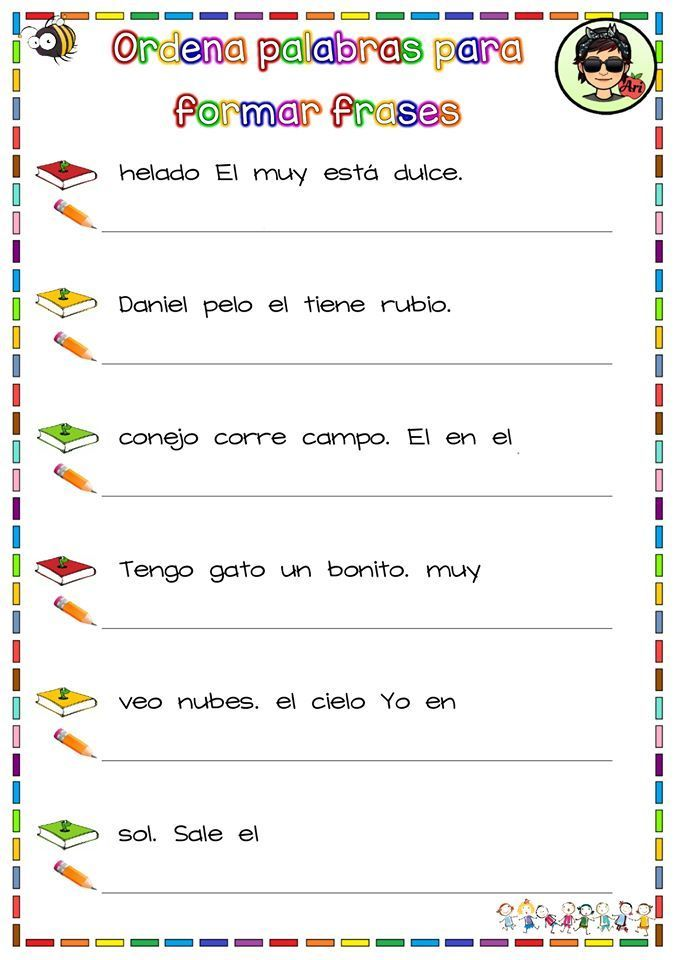 Ordena palabras para
formar frases
Ari
helado El muy está dulce.
Daniel pelo el tiene rubio.
conejo corre campo. El en el
Tengo gato un bonito. muy
veo nubes. el cielo Yo en
sol. Sale el